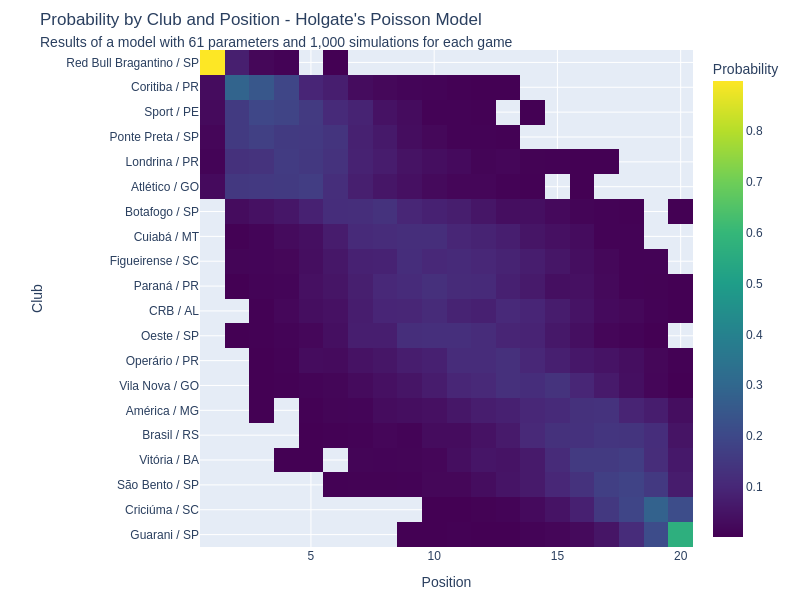 Probability by Club and Position - Holgate's Poisson Model
Results of a model with 61 parameters and 1,000 simulations for each game
Probability
Red Bull Bragantino / SP
Coritiba / PR
Sport / PE
Ponte Preta / SP
Londrina / PR
Atlético / GO
Botafogo / SP
Cuiabá / MT
Figueirense / SC
Paraná / PR
CRB / AL
Oeste / SP
Operário / PR
Vila Nova / GO
América / MG
Brasil / RS
Vitória / BA
São Bento / SP
Criciúma / SC
Guarani / SP
Club
5 10 15 20
Position
0.8
0.7
0.6
0.5
0.4
0.3
0.2
0.1